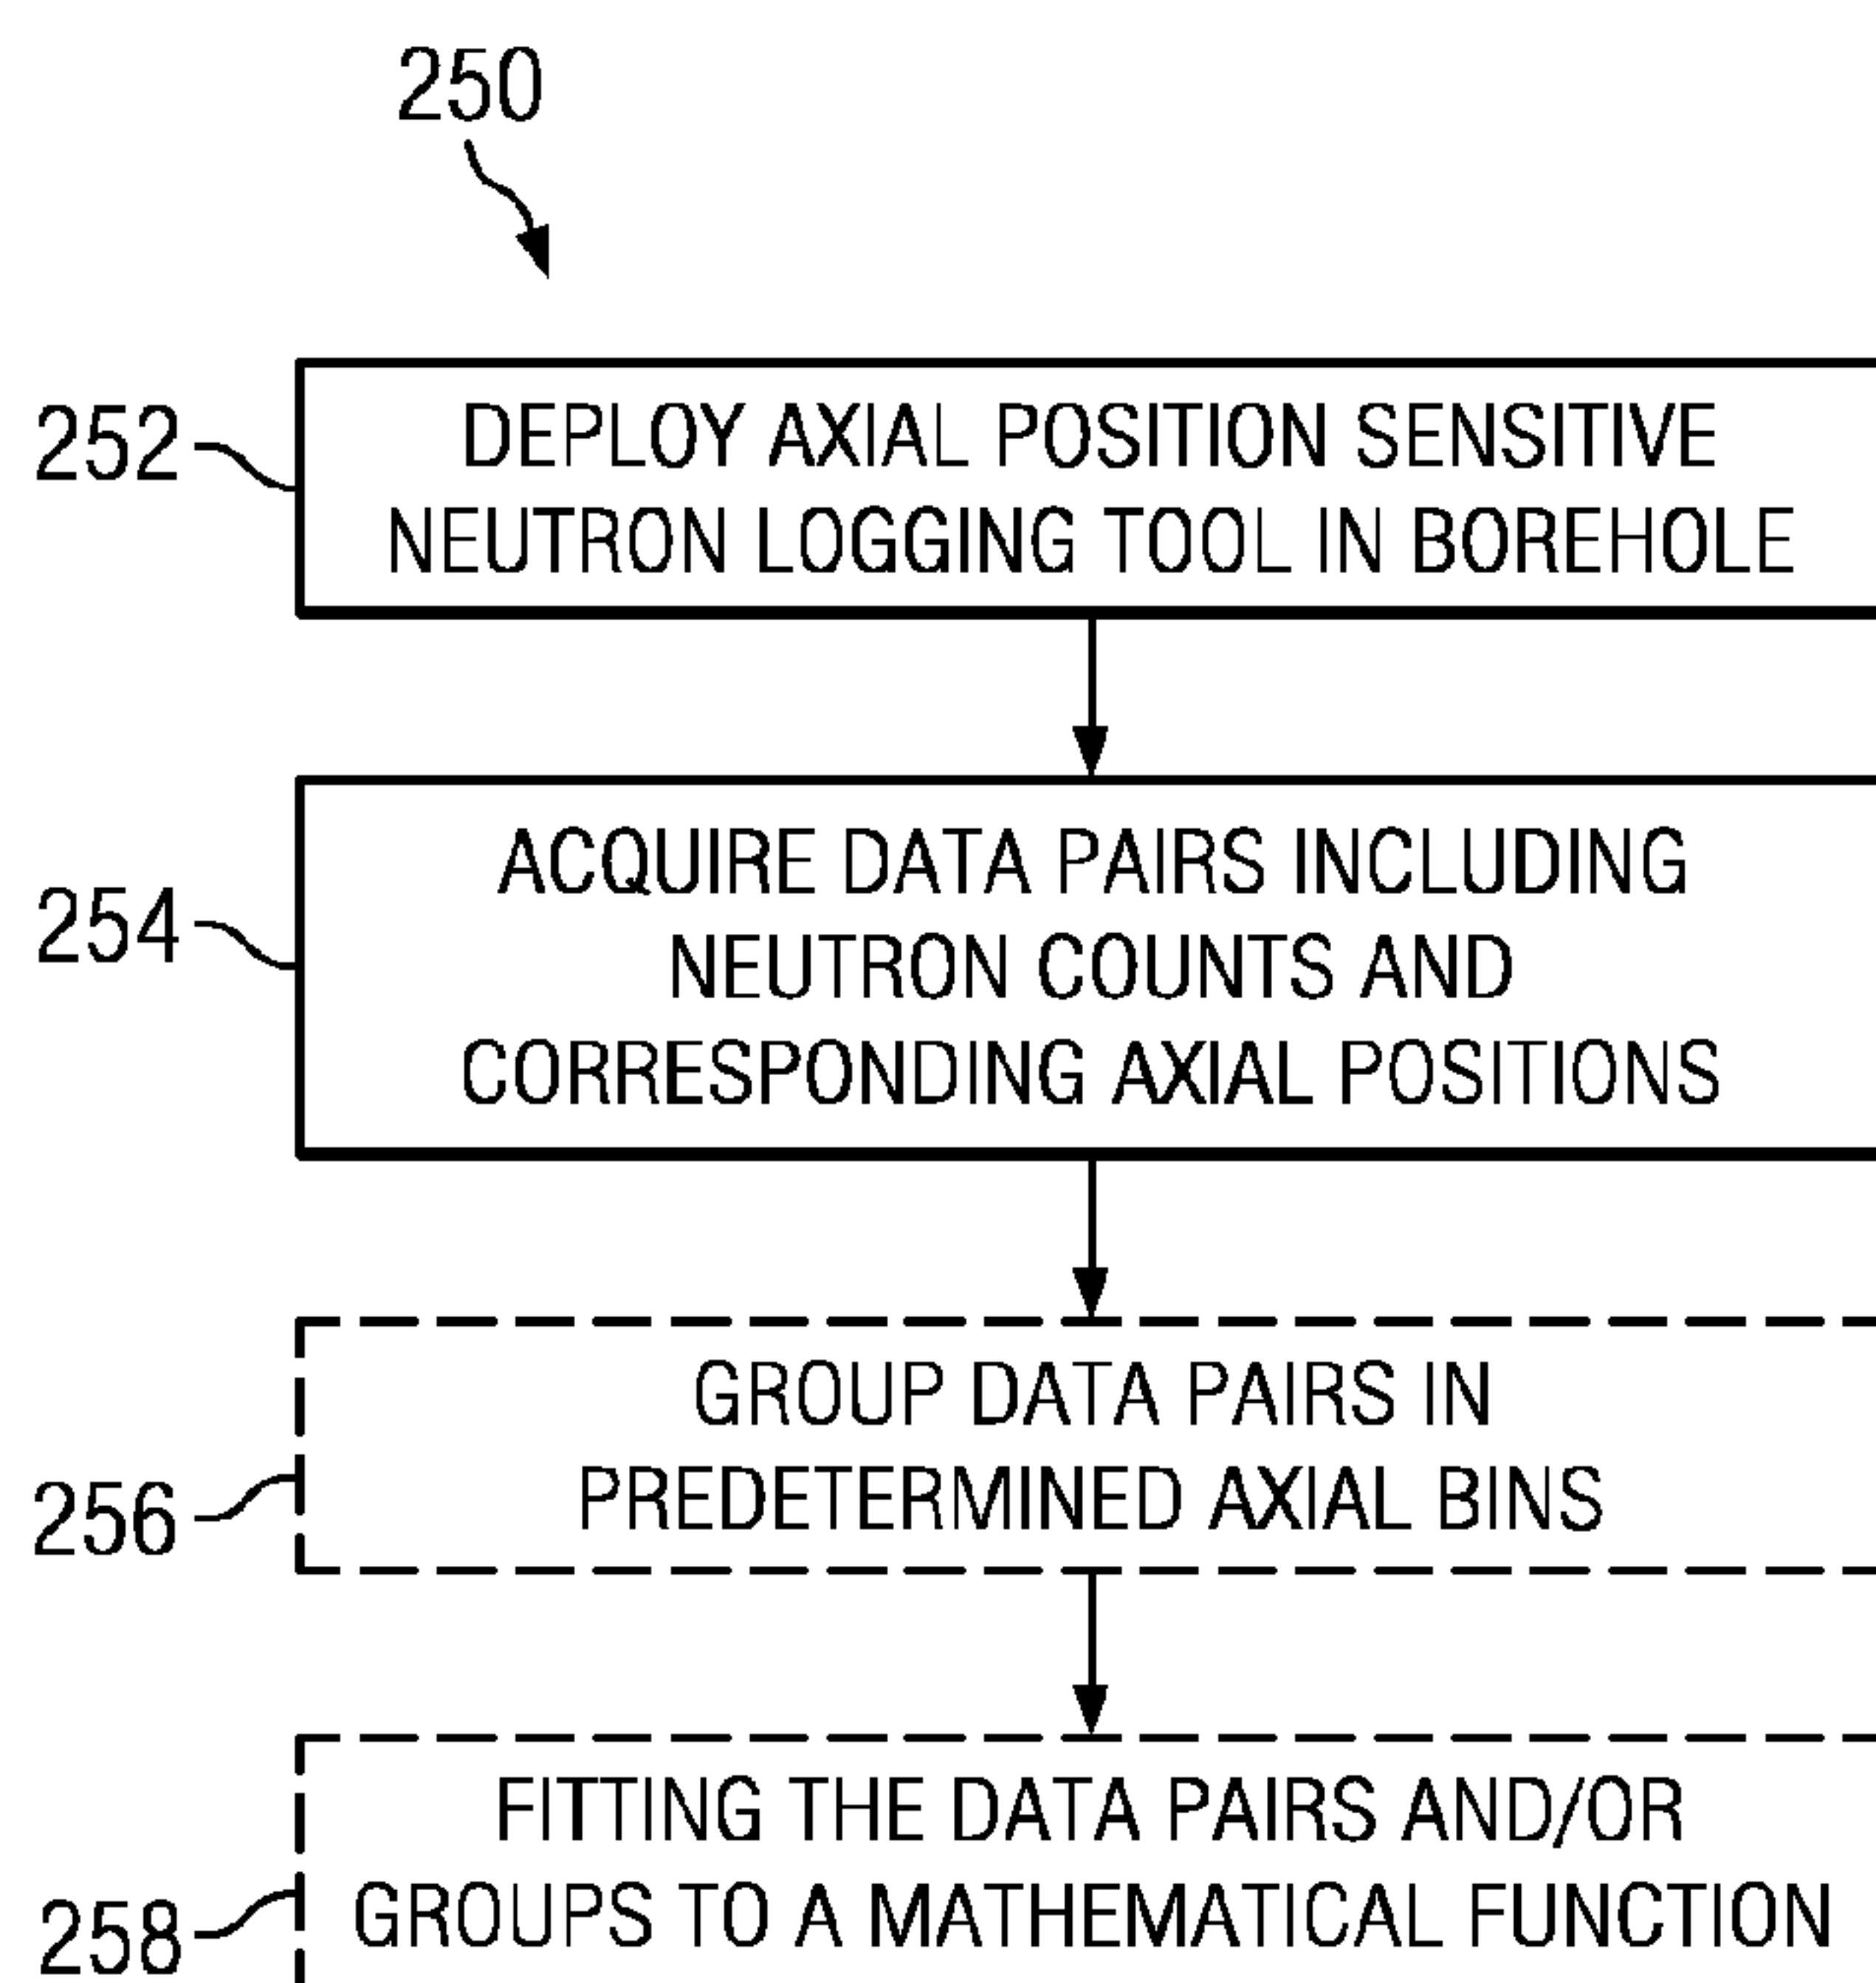 250
252
DEPLOY AXIAL POSITION SENSITIVE
NEUTRON LOGGING TOOL IN BOREHOLE
254
ACQUIRE DATA PAIRS INCLUDING
NEUTRON COUNTS AND
CORRESPONDING AXIAL POSITIONS
256
GROUP DATA PAIRS IN
PREDETERMINED AXIAL BINS
258
FITTING THE DATA PAIRS AND/OR
GROUPS TO A MATHEMATICAL FUNCTION